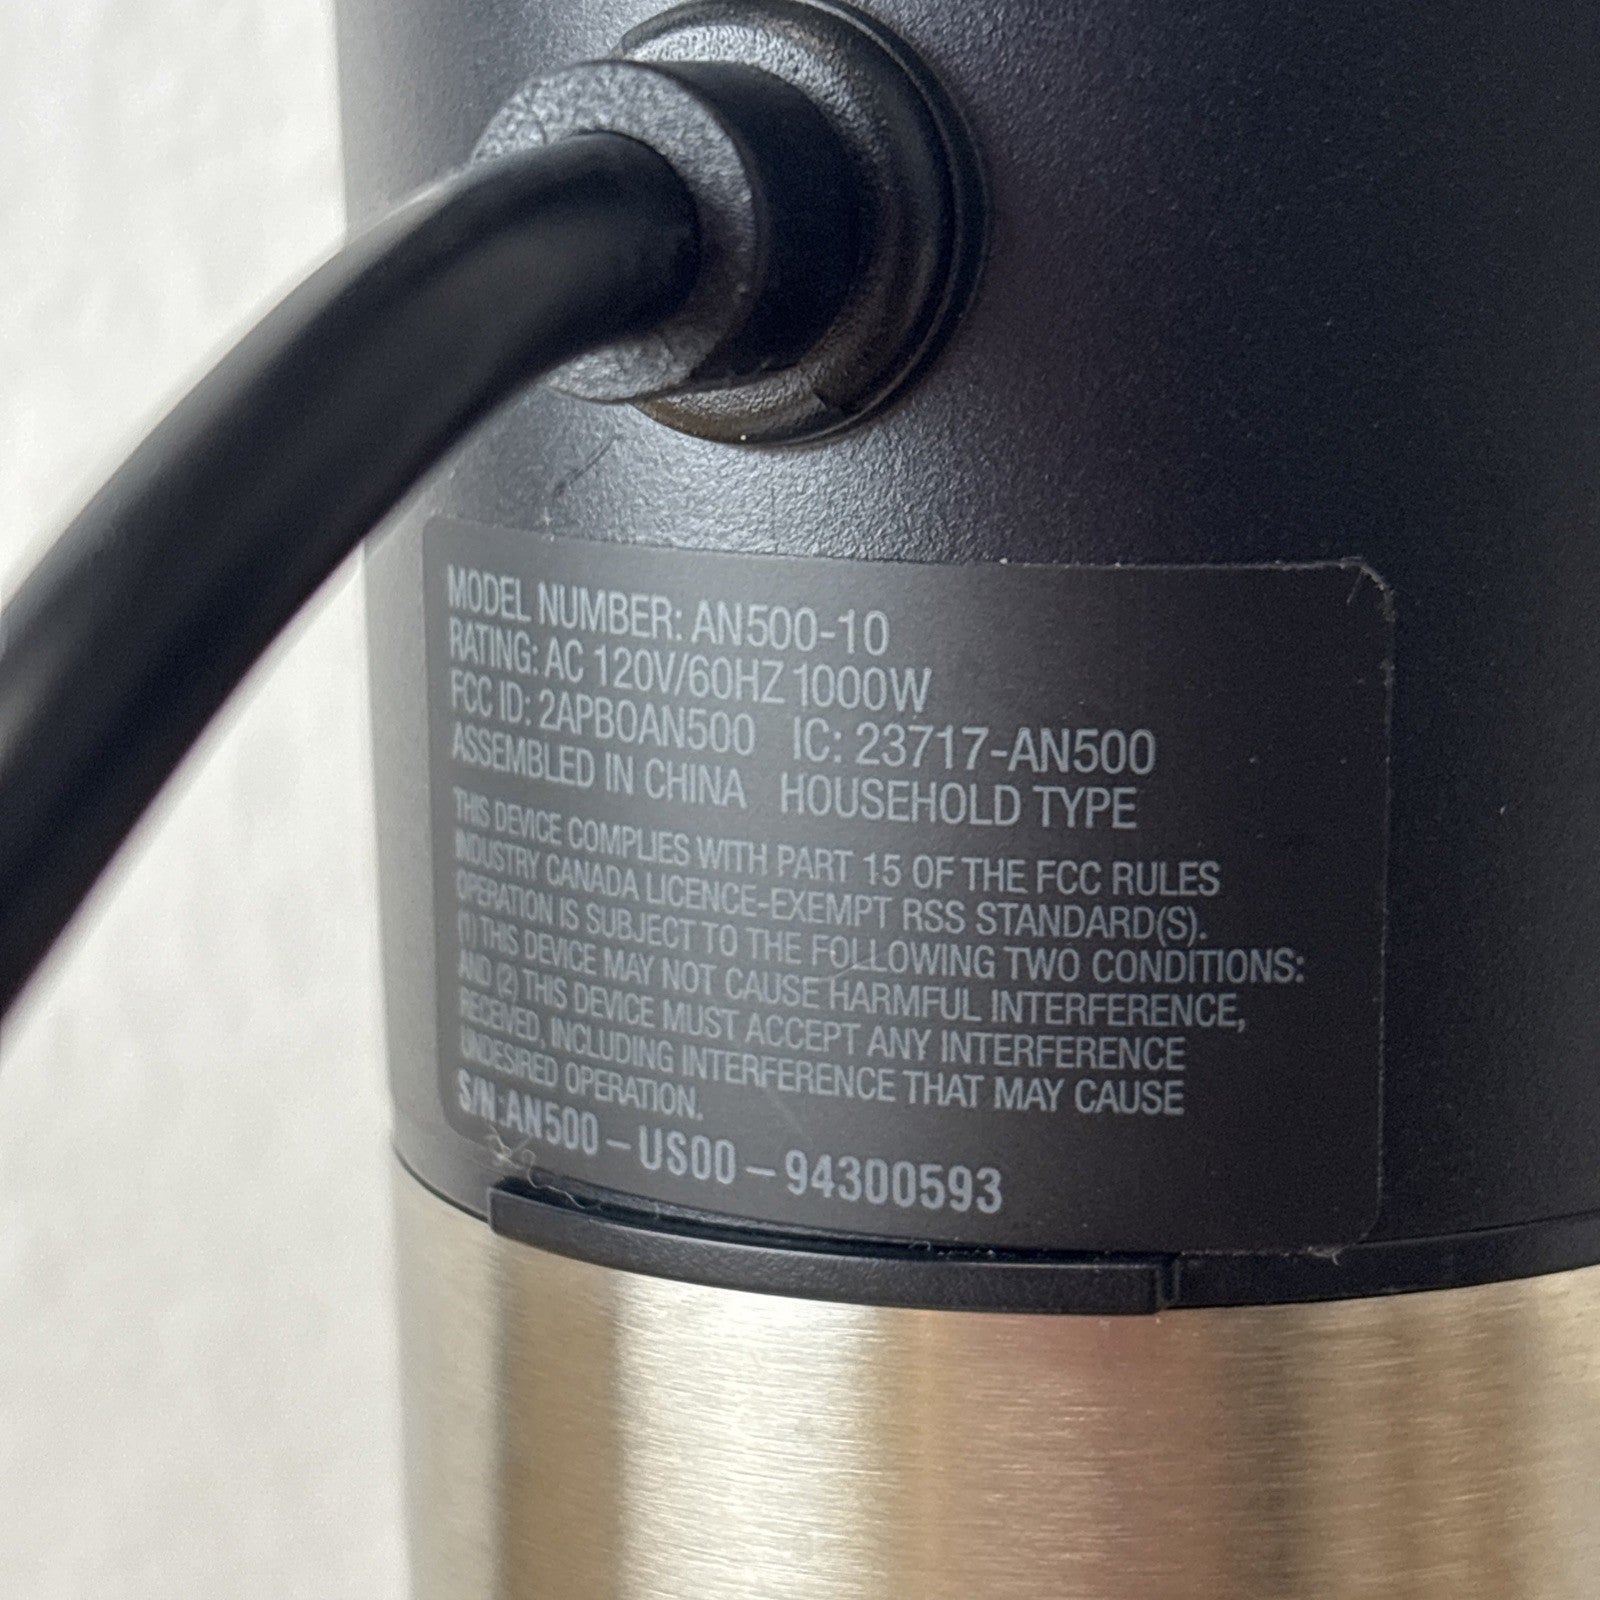 MODEL NUMBER: AN500-10
RATING: AC 120V/60HZ 1000W
FCC ID: 2APBOAN500 IC: 23717-AN500
ASSEMBLED IN CHINA HOUSEHOLD TYPE
THIS DEVICE COMPLIES WITH PART 15 OF THE FCC RULES
INDUSTRY CANADA LICENCE-EXEMPT RSS STANDARD(S).
OPERATION IS SUBJECT TO THE FOLLOWING TWO CONDITIONS:
(1) THIS DEVICE MAY NOT CAUSE HARMFUL INTERFERENCE,
AND (2) THIS DEVICE MUST ACCEPT ANY INTERFERENCE
RECEIVED, INCLUDING INTERFERENCE THAT MAY CAUSE
UNDESIRED OPERATION.
S/N:AN500-US00-94300593